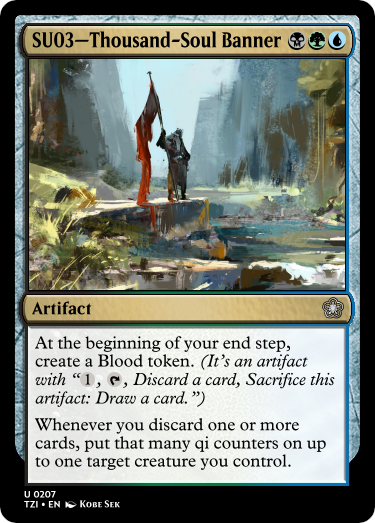 SU03—Thousand-Soul Banner
Artifact
At the beginning of your end step,
create a Blood token. (It's an artifact
with “1, , Discard a card, Sacrifice this
artifact: Draw a card.”)
Whenever you discard one or more
cards, put that many qi counters on up
to one target creature you control.
U 0207
TZI • EN Kobe Sek